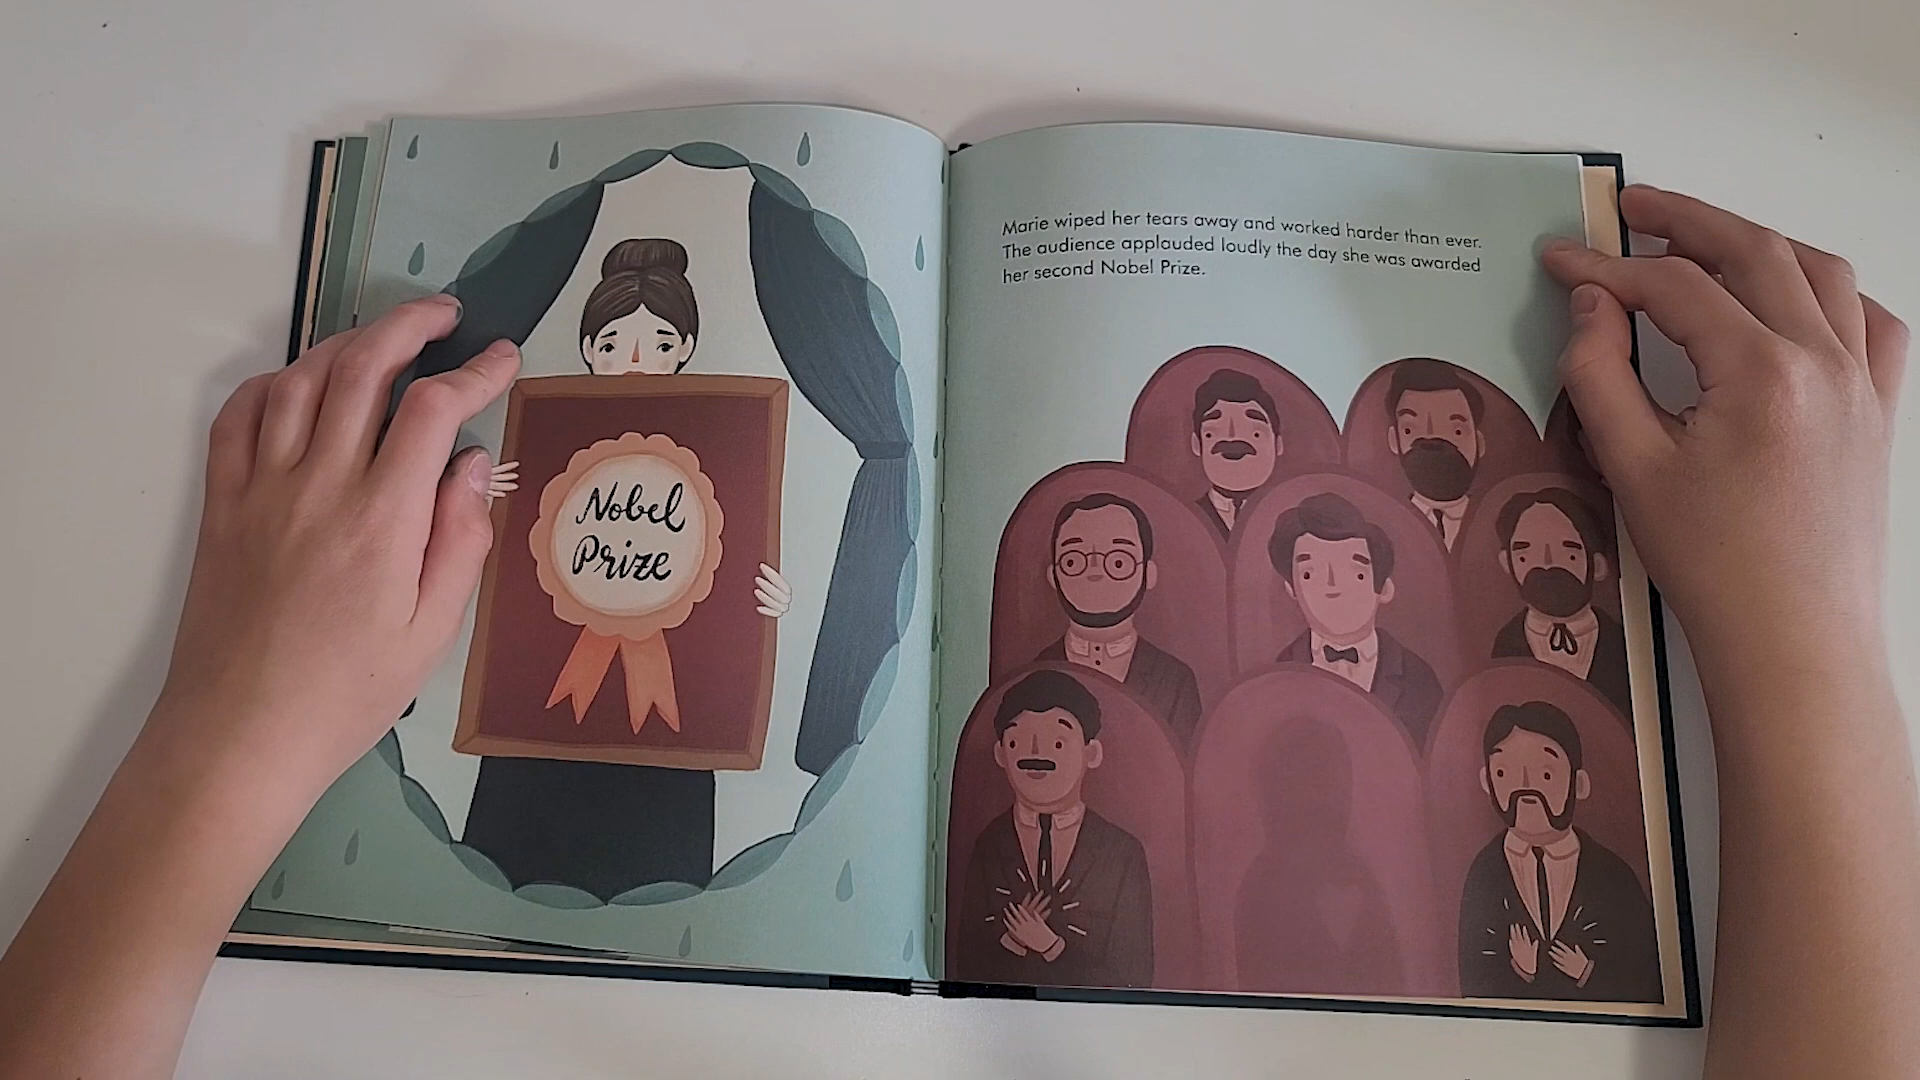 Nobel
Prize
Marie wiped her tears away and worked harder than ever.
The audience applauded loudly the day she was awarded
her second Nobel Prize.